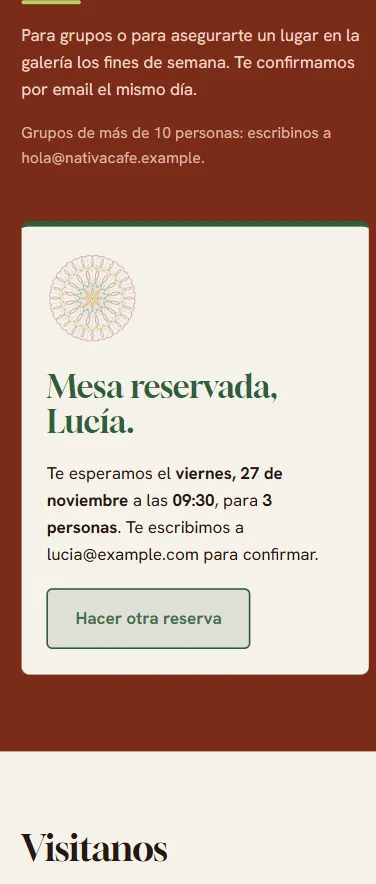 Para grupos o para asegurarte un lugar en la
galería los fines de semana. Te confirmamos
por email el mismo día.
Grupos de más de 10 personas: escribinos a
hola@nativacafe.example.
Mesa reservada,
Lucía.
Te esperamos el viernes, 27 de
noviembre a las 09:30, para 3
personas. Te escribimos a
lucia@example.com para confirmar.
Hacer otra reserva
Visitanos